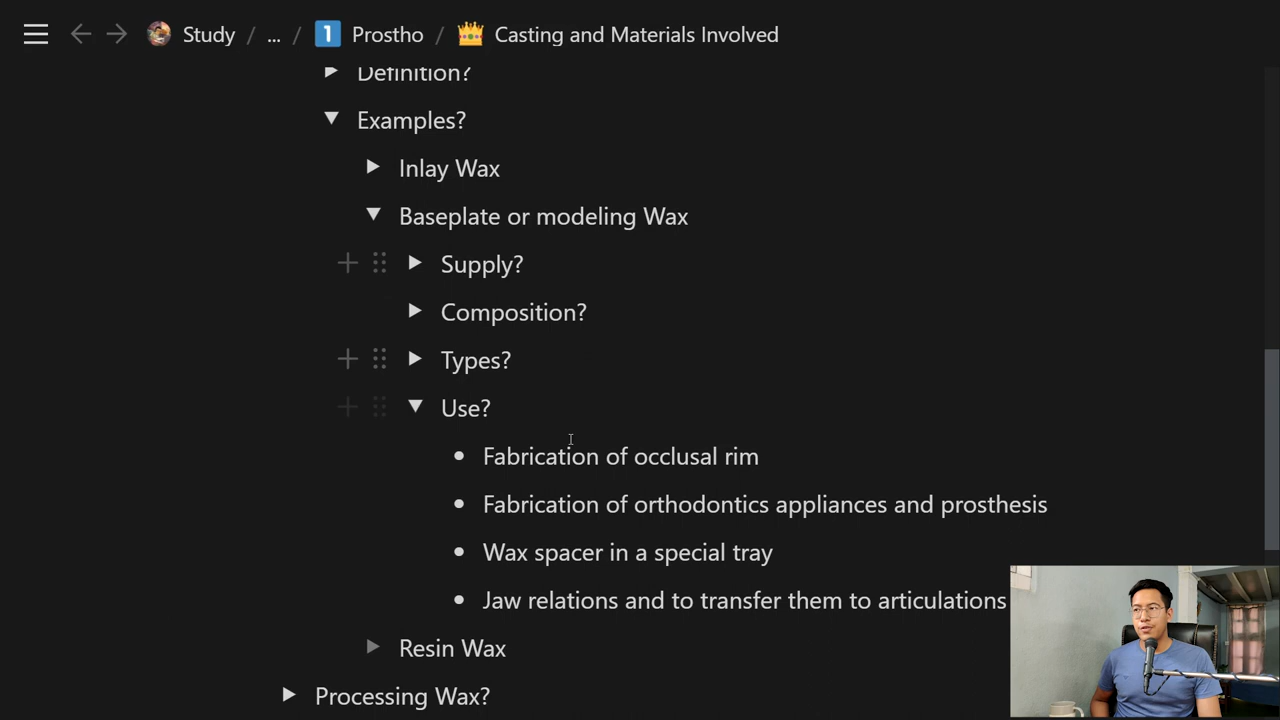 Study / ... / 1 Prostho / Casting and Materials Involved
Definition?
Examples?
Inlay Wax
Baseplate or modeling Wax
Supply?
Composition?
Types?
Use?
Fabrication of occlusal rim
Fabrication of orthodontics appliances and prosthesis
Wax spacer in a special tray
Jaw relations and to transfer them to articulations
Resin Wax
Processing Wax?